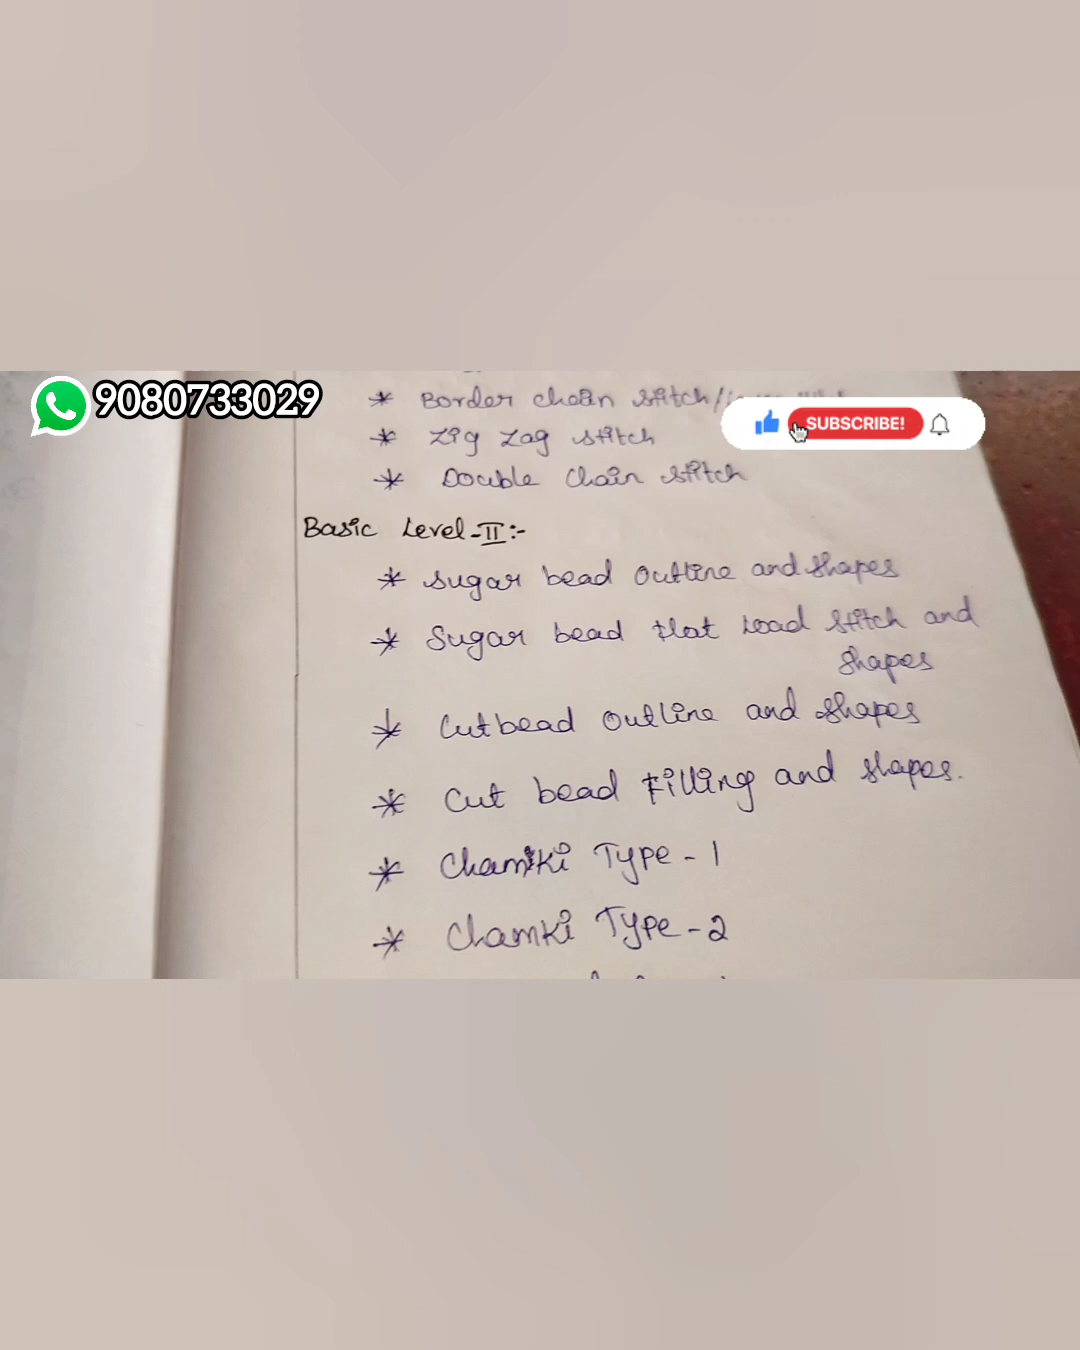 9080733029
* Border chain stitch/
SUBSCRIBE!
* Zig Zag stitch
* Double chain stitch
Basic Level-II:-
* Sugar bead outline and shapes
* Sugar bead flat load stitch and
shapes
* Cutbead outline and shapes
* Cut bead Filling and shapes.
* Chamki Type-1
* Chamki Type-2